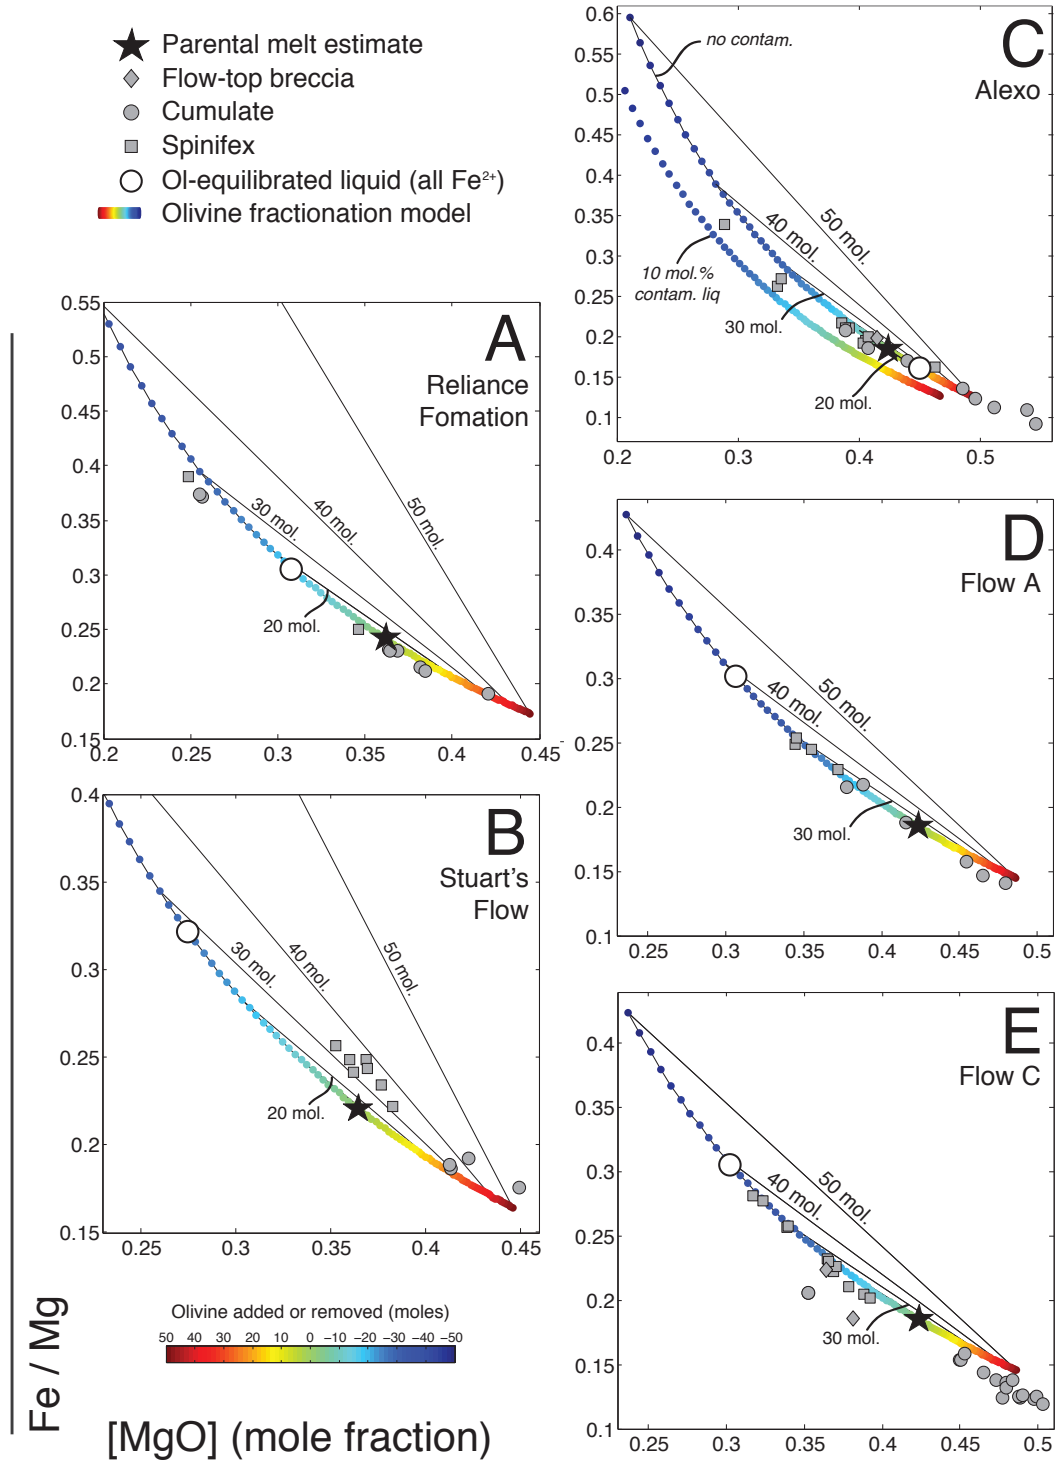 Parental melt estimate
Flow-top breccia
Cumulate
Spinifex
Ol-equilibrated liquid (all Fe²⁺)
Olivine fractionation model
A
Reliance
Fomation
0.55
0.5
0.45
0.4
0.35
0.3
0.25
0.2
0.15
0.2
0.25
0.3
0.35
0.4
0.45
30 mol.
40 mol.
50 mol.
20 mol.
B
Stuart's
Flow
0.4
0.35
0.3
0.25
0.2
0.15
0.25
0.3
0.35
0.4
0.45
30 mol.
40 mol.
50 mol.
20 mol.
Olivine added or removed (moles)
50 40 30 20 10 0 −10 −20 −30 −40 −50
Fe / Mg
[MgO] (mole fraction)
C
Alexo
0.6
0.55
0.5
0.45
0.4
0.35
0.3
0.25
0.2
0.15
0.1
0.2
0.3
0.4
0.5
no contam.
40 mol.
50 mol.
10 mol.%
contam. liq
30 mol.
20 mol.
D
Flow A
0.4
0.3
0.25
0.2
0.15
0.1
0.25
0.3
0.35
0.4
0.45
0.5
40 mol.
50 mol.
30 mol.
E
Flow C
0.4
0.35
0.3
0.25
0.2
0.15
0.1
0.25
0.3
0.35
0.4
0.45
0.5
40 mol.
50 mol.
30 mol.